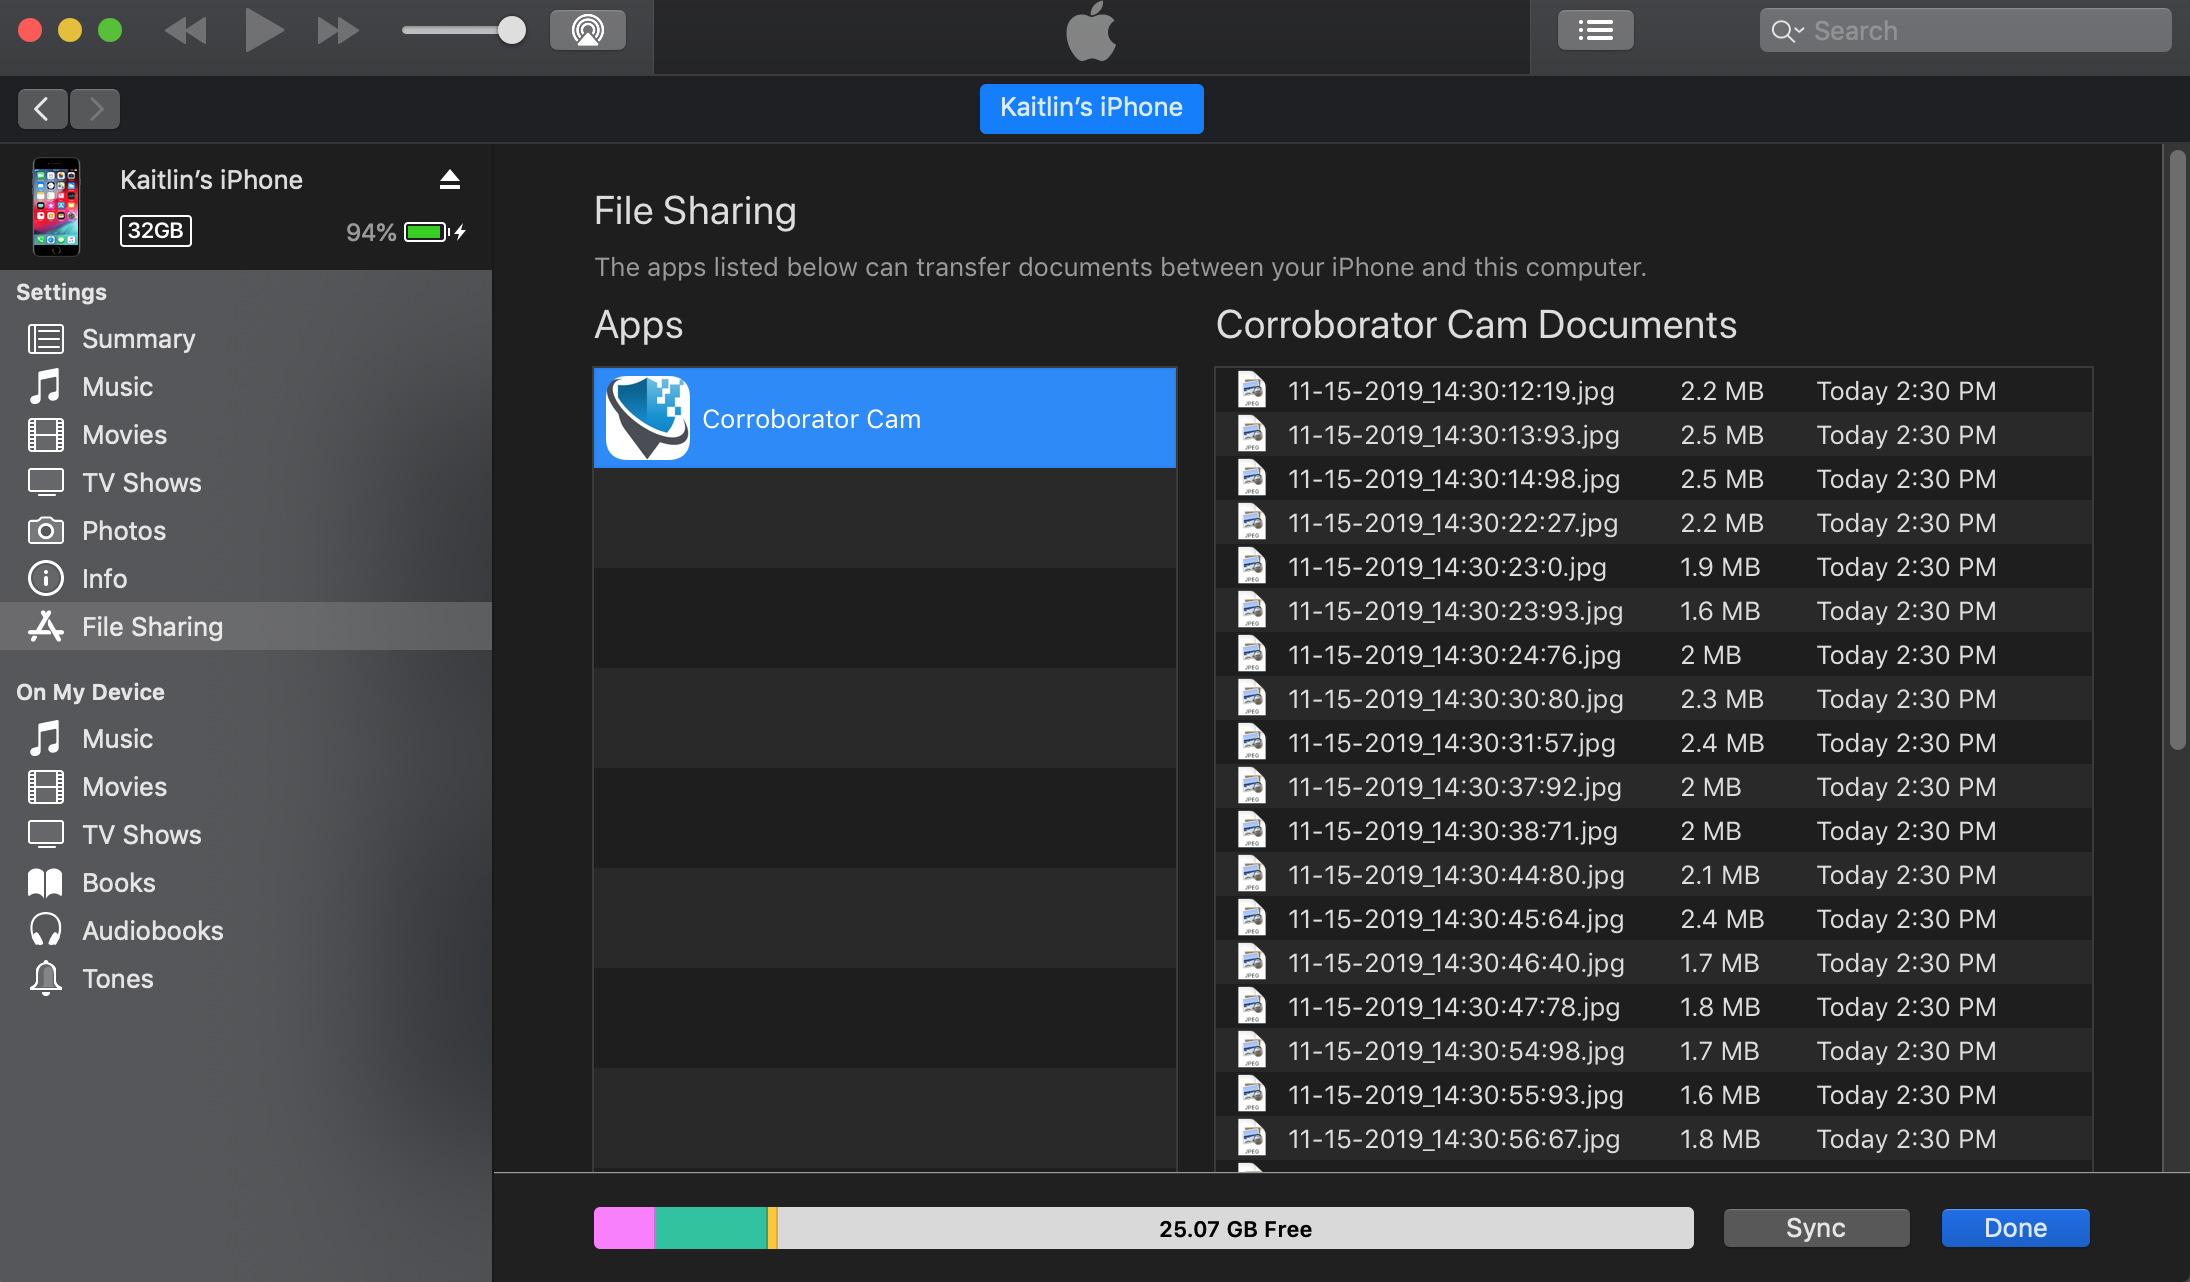 Search
Kaitlin’s iPhone
Kaitlin’s iPhone
32GB
94%
Settings
Summary
Music
Movies
TV Shows
Photos
Info
File Sharing
On My Device
Music
Movies
TV Shows
Books
Audiobooks
Tones
File Sharing
The apps listed below can transfer documents between your iPhone and this computer.
Apps
Corroborator Cam
Corroborator Cam Documents
11-15-2019_14:30:12:19.jpg 2.2 MB Today 2:30 PM
11-15-2019_14:30:13:93.jpg 2.5 MB Today 2:30 PM
11-15-2019_14:30:14:98.jpg 2.5 MB Today 2:30 PM
11-15-2019_14:30:22:27.jpg 2.2 MB Today 2:30 PM
11-15-2019_14:30:23:0.jpg 1.9 MB Today 2:30 PM
11-15-2019_14:30:23:93.jpg 1.6 MB Today 2:30 PM
11-15-2019_14:30:24:76.jpg 2 MB Today 2:30 PM
11-15-2019_14:30:30:80.jpg 2.3 MB Today 2:30 PM
11-15-2019_14:30:31:57.jpg 2.4 MB Today 2:30 PM
11-15-2019_14:30:37:92.jpg 2 MB Today 2:30 PM
11-15-2019_14:30:38:71.jpg 2 MB Today 2:30 PM
11-15-2019_14:30:44:80.jpg 2.1 MB Today 2:30 PM
11-15-2019_14:30:45:64.jpg 2.4 MB Today 2:30 PM
11-15-2019_14:30:46:40.jpg 1.7 MB Today 2:30 PM
11-15-2019_14:30:47:78.jpg 1.8 MB Today 2:30 PM
11-15-2019_14:30:54:98.jpg 1.7 MB Today 2:30 PM
11-15-2019_14:30:55:93.jpg 1.6 MB Today 2:30 PM
11-15-2019_14:30:56:67.jpg 1.8 MB Today 2:30 PM
25.07 GB Free
Sync
Done